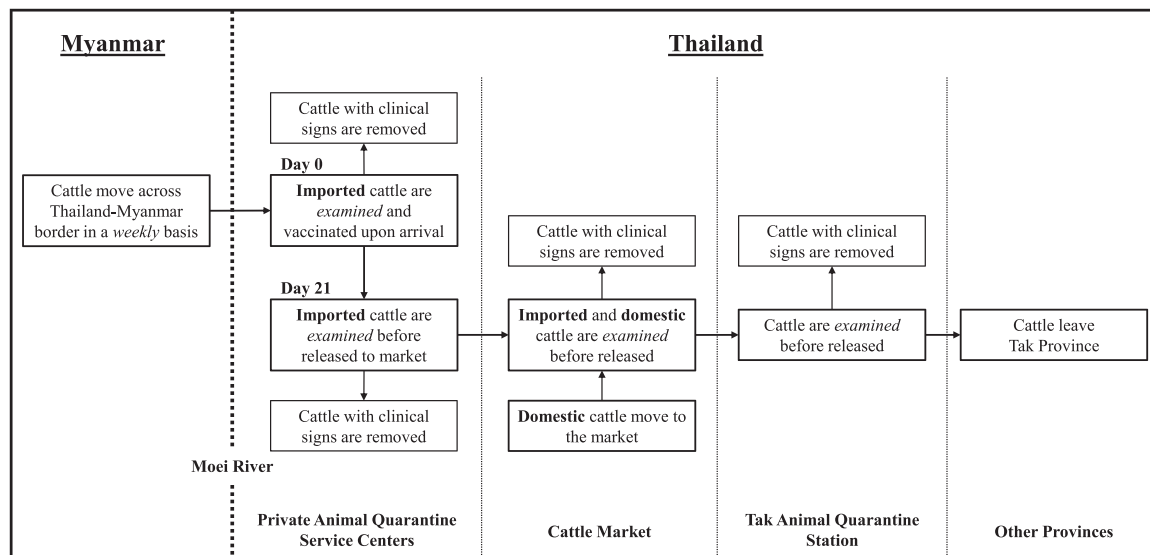 Myanmar
Thailand
Cattle with clinical
signs are removed
Day 0
Cattle move across
Thailand-Myanmar
border in a weekly basis
Imported cattle are
examined and
vaccinated upon arrival
Day 21
Imported cattle are
examined before
released to market
Cattle with clinical
signs are removed
Moei River
Cattle with clinical
signs are removed
Imported and domestic
cattle are examined
before released
Domestic cattle move to
the market
Cattle with clinical
signs are removed
Cattle are examined
before released
Cattle leave
Tak Province
Private Animal Quarantine
Service Centers
Cattle Market
Tak Animal Quarantine
Station
Other Provinces